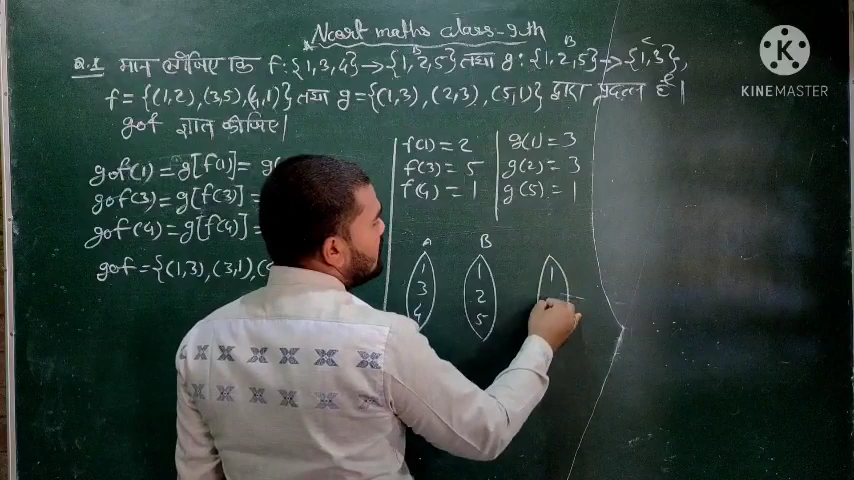 Ncert maths class-9th
Q.1 मान लीजिए कि f:{1,3,4}→{1,2,5} तथा g:{1,2,5}→{1,3},
B B C
f={(1,2),(3,5),(4,1)} तथा g={(1,3),(2,3),(5,1)} द्वारा प्रदत्त हैं।
gof ज्ञात कीजिए।
gof(1)=g[f(1)]=g(
gof(3)=g[f(3)]=
gof(4)=g[f(4)]=
gof={(1,3),(3,1),(
f(1)=2
f(3)=5
f(4)=1
g(1)=3
g(2)=3
g(5)=1
A B
1 1 1
3 2
4 5
KINEMASTER